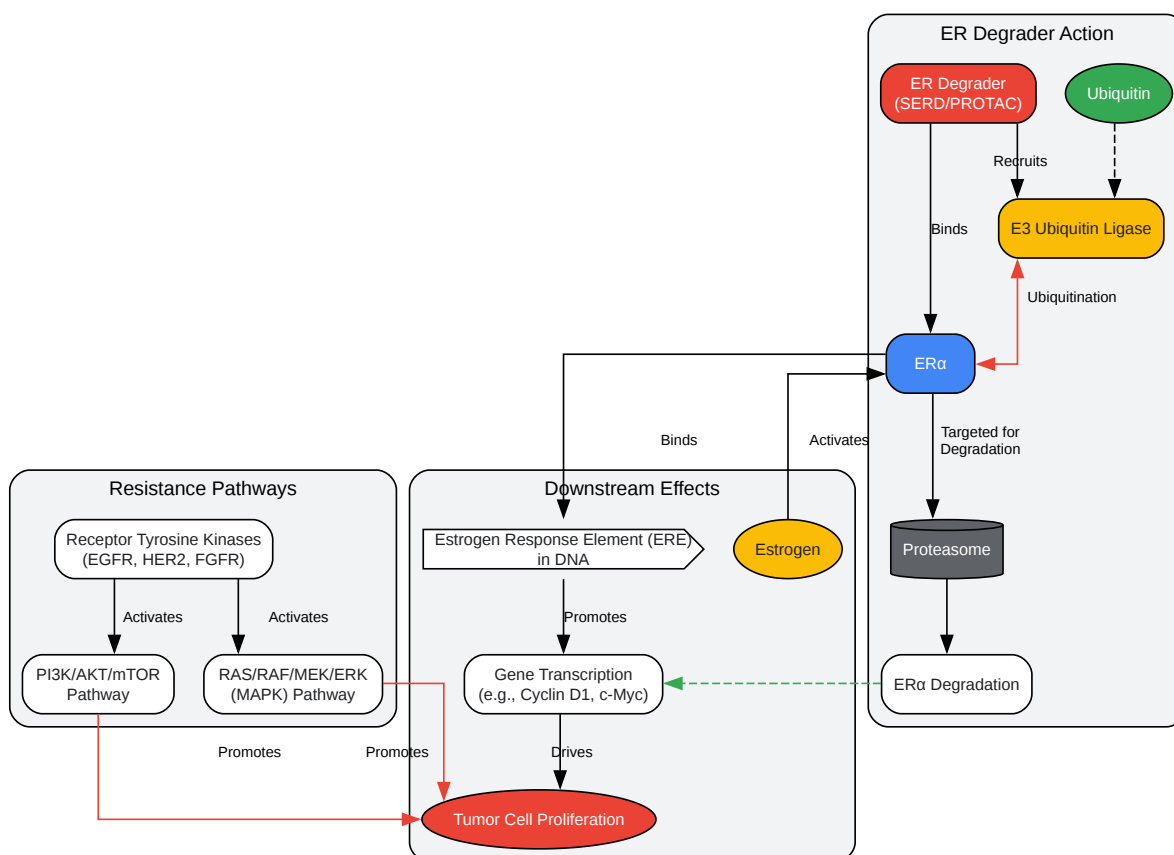 ER Degrader Action
ER Degrader
(SERD/PROTAC)
Ubiquitin
Recruits
E3 Ubiquitin Ligase
Binds
Ubiquitination
ERα
Targeted for
Degradation
Binds
Activates
Resistance Pathways
Downstream Effects
Receptor Tyrosine Kinases
(EGFR, HER2, FGFR)
Estrogen Response Element (ERE)
in DNA
Estrogen
Proteasome
Activates
Activates
Promotes
PI3K/AKT/mTOR
Pathway
RAS/RAF/MEK/ERK
(MAPK) Pathway
Gene Transcription
(e.g., Cyclin D1, c-Myc)
ERα Degradation
Promotes
Promotes
Drives
Tumor Cell Proliferation